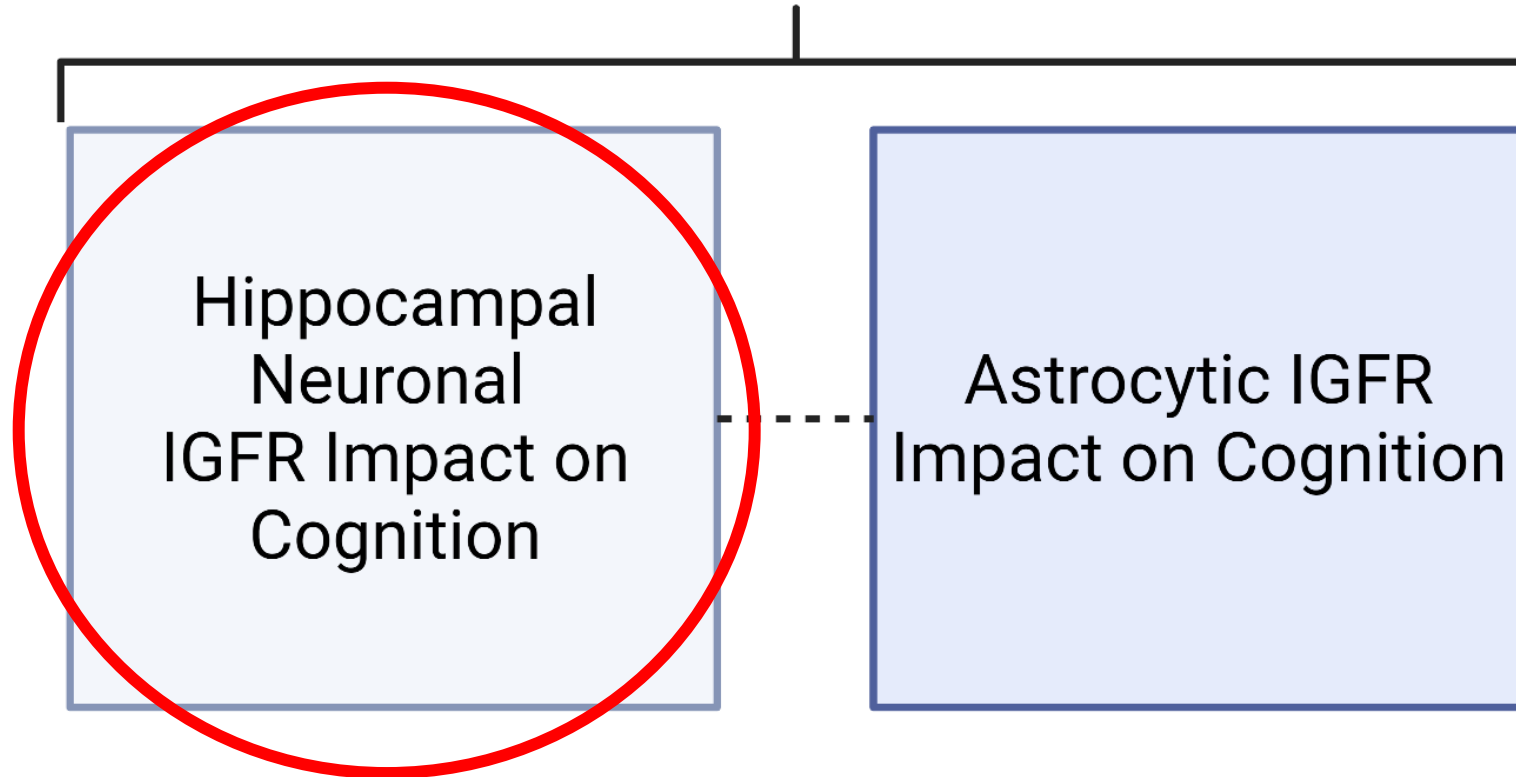 Hippocampal
Neuronal
IGFR Impact on
Cognition
Astrocytic IGFR
Impact on Cognition